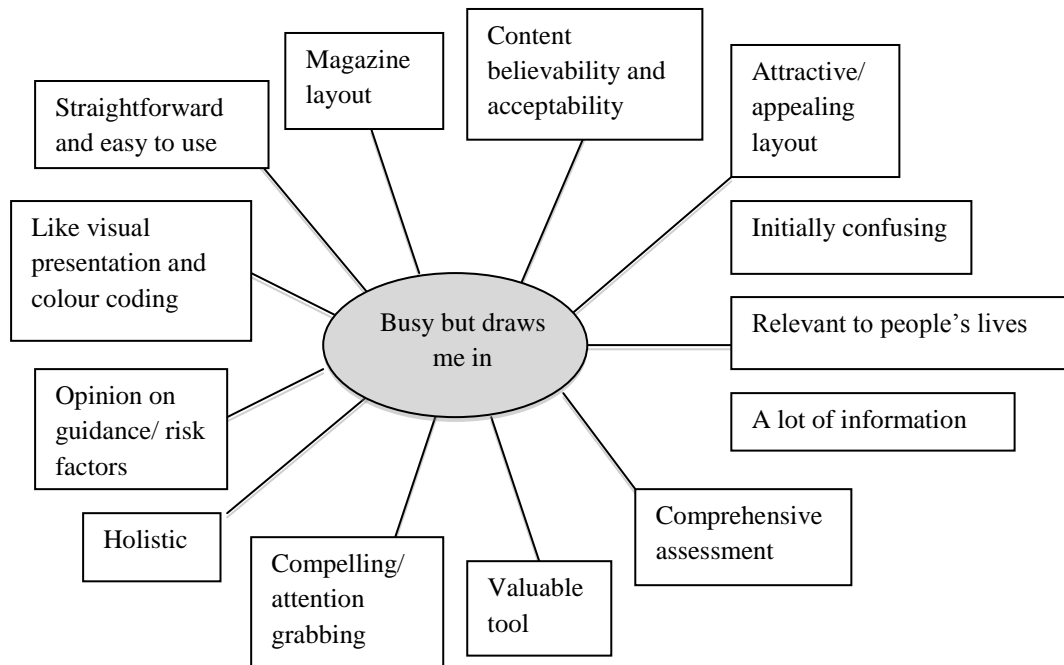 Content
believability and
acceptability
Magazine
layout
Attractive/
appealing
layout
Straightforward
and easy to use
Like visual
presentation and
colour coding
Initially confusing
Busy but draws
me in
Relevant to people’s lives
Opinion on
guidance/ risk
factors
A lot of information
Holistic
Comprehensive
assessment
Compelling/
attention
grabbing
Valuable
tool